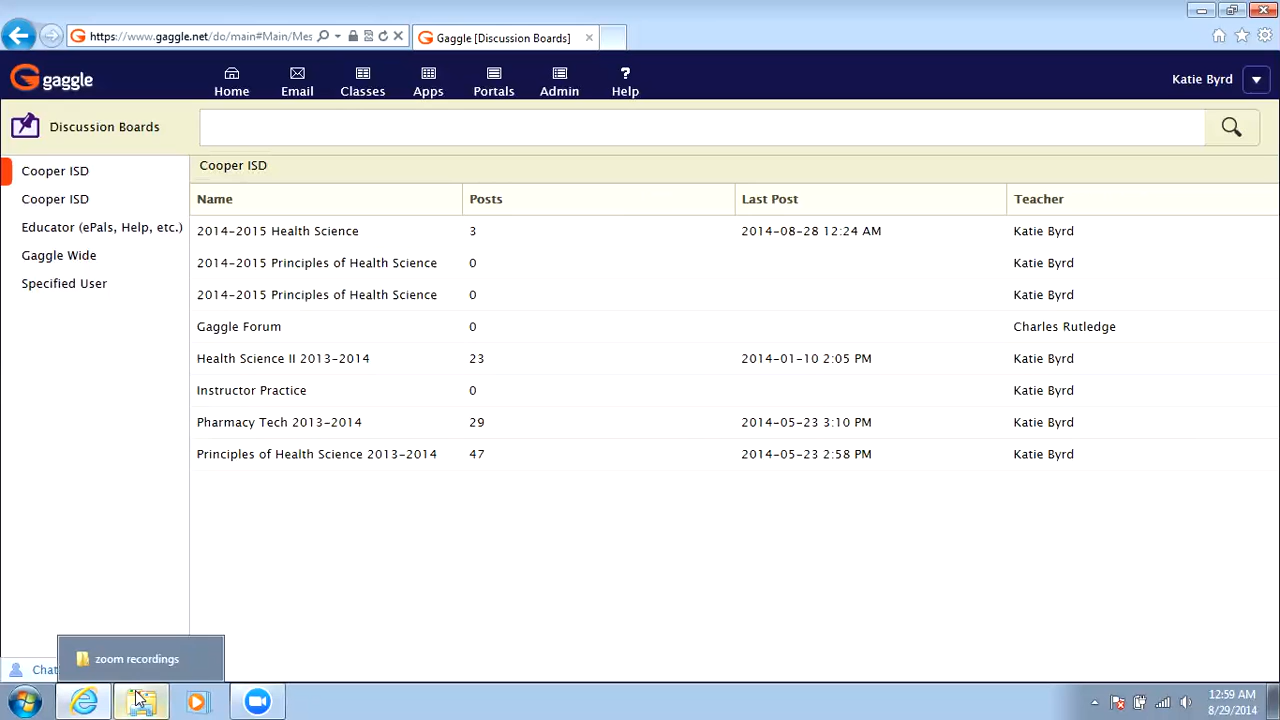 https://www.gaggle.net/do/main#Main/Mes
Gaggle [Discussion Boards]
gaggle
Home
Email
Classes
Apps
Portals
Admin
Help
Katie Byrd
Discussion Boards
Cooper ISD
Cooper ISD
Educator (ePals, Help, etc.)
Gaggle Wide
Specified User
Cooper ISD
Name Posts Last Post Teacher
2014-2015 Health Science 3 2014-08-28 12:24 AM Katie Byrd
2014-2015 Principles of Health Science 0 Katie Byrd
2014-2015 Principles of Health Science 0 Katie Byrd
Gaggle Forum 0 Charles Rutledge
Health Science II 2013-2014 23 2014-01-10 2:05 PM Katie Byrd
Instructor Practice 0 Katie Byrd
Pharmacy Tech 2013-2014 29 2014-05-23 3:10 PM Katie Byrd
Principles of Health Science 2013-2014 47 2014-05-23 2:58 PM Katie Byrd
zoom recordings
Chat
12:59 AM
8/29/2014